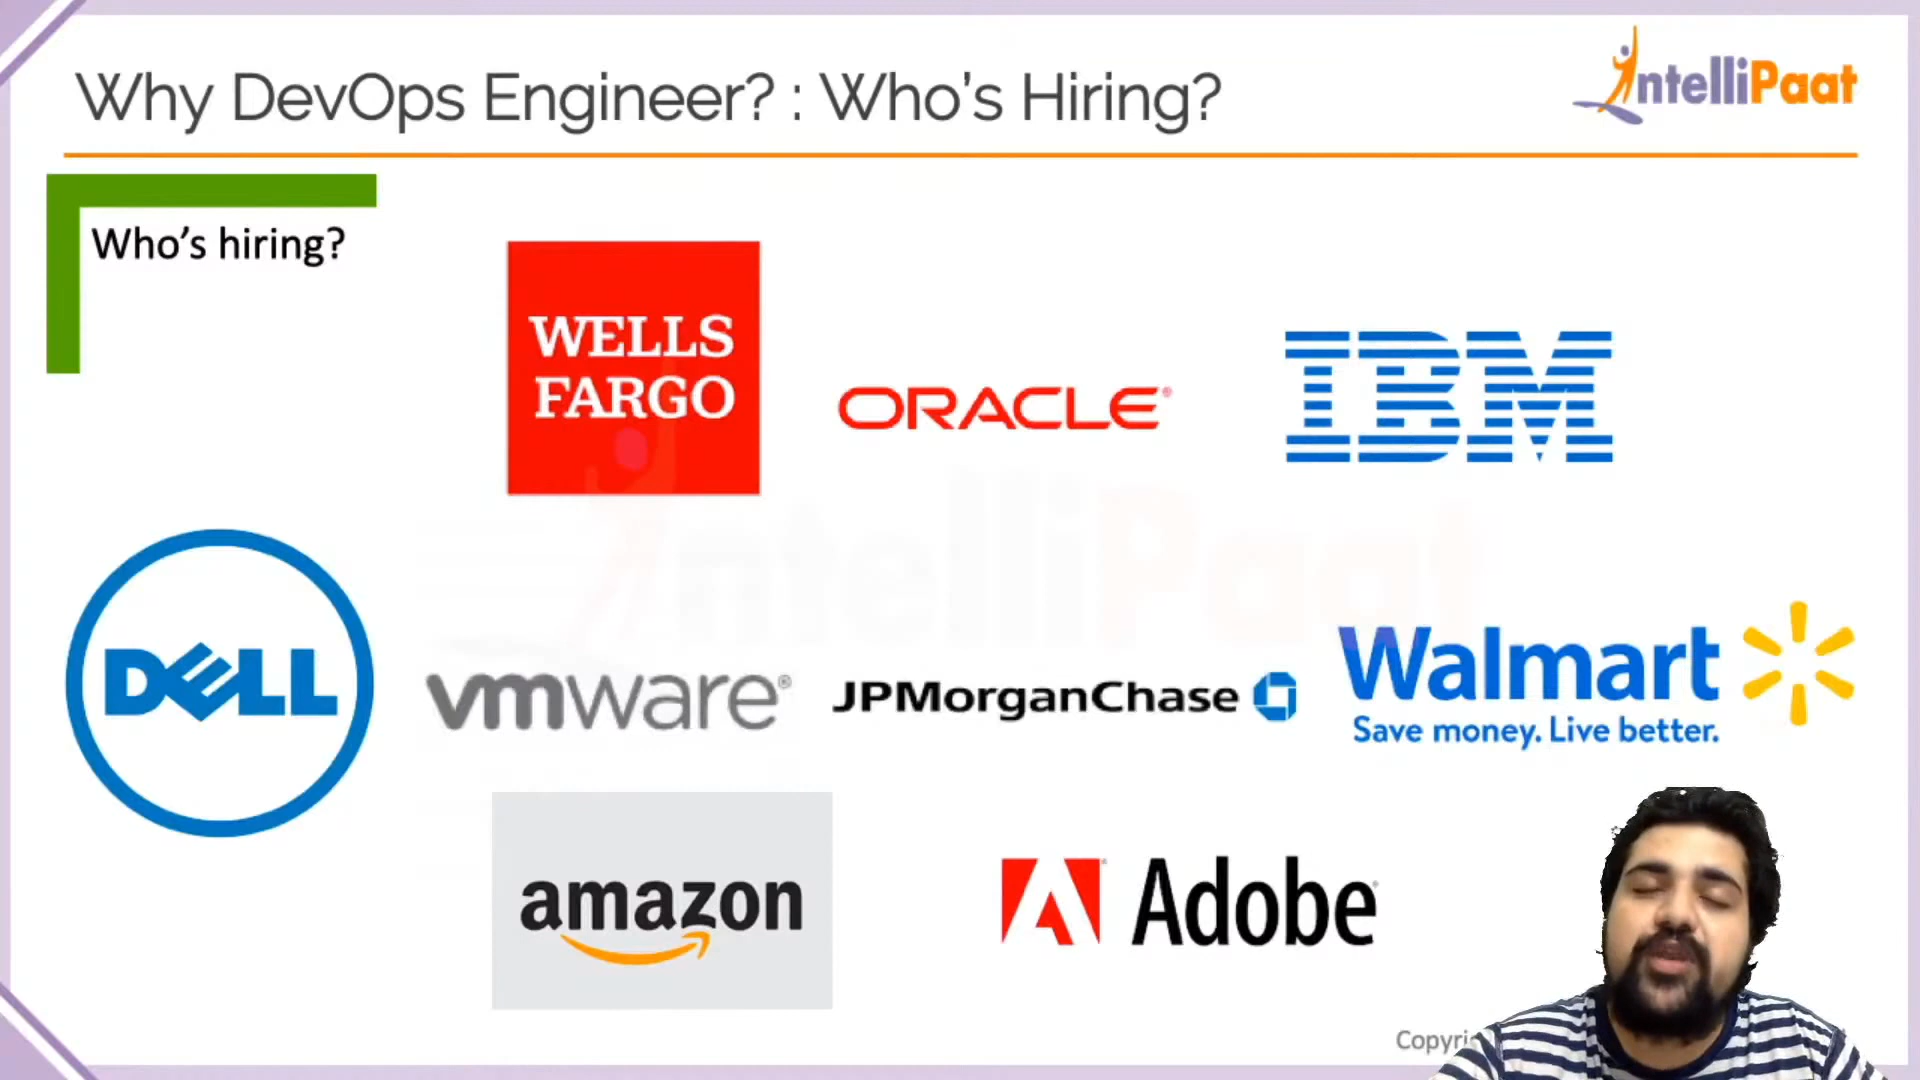 Why DevOps Engineer? : Who's Hiring?
IntelliPaat
Who's hiring?
WELLS
FARGO
ORACLE®
IBM
IntelliPaat
DELL
vmware®
JPMorganChase
Walmart
Save money. Live better.
amazon
Adobe